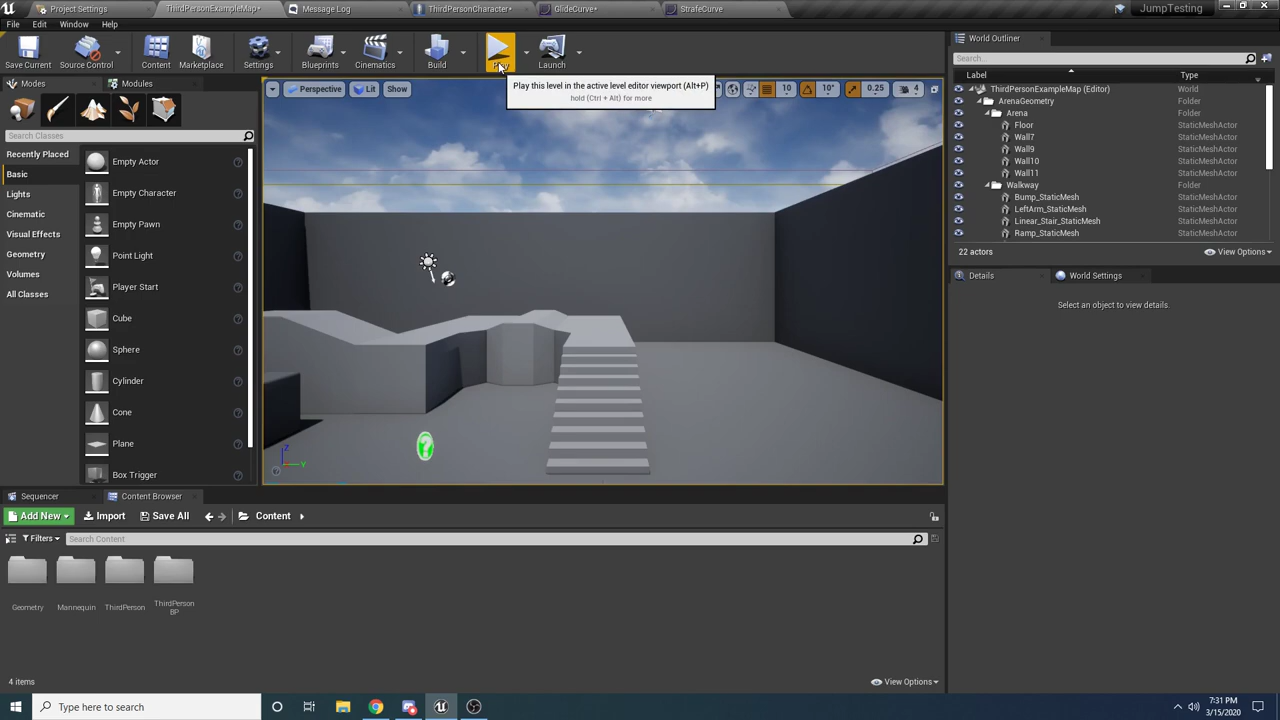 Project Settings
ThirdPersonExampleMap*
Message Log
ThirdPersonCharacter*
GlideCurve*
StrafeCurve
JumpTesting
File Edit Window Help
Save Current
Source Control
Content
Marketplace
Settings
Blueprints
Cinematics
Build
Play
Launch
Play this level in the active level editor viewport (Alt+P)
hold (Ctrl + Alt) for more
Modes
Modules
Search Classes
Recently Placed
Basic
Lights
Cinematic
Visual Effects
Geometry
Volumes
All Classes
Empty Actor
Empty Character
Empty Pawn
Point Light
Player Start
Cube
Sphere
Cylinder
Cone
Plane
Box Trigger
Perspective
Lit
Show
10
10°
0.25
4
Z
Y
World Outliner
Search...
Label Type
ThirdPersonExampleMap (Editor) World
ArenaGeometry Folder
Arena Folder
Floor StaticMeshActor
Wall7 StaticMeshActor
Wall9 StaticMeshActor
Wall10 StaticMeshActor
Wall11 StaticMeshActor
Walkway Folder
Bump_StaticMesh StaticMeshActor
LeftArm_StaticMesh StaticMeshActor
Linear_Stair_StaticMesh StaticMeshActor
Ramp_StaticMesh StaticMeshActor
22 actors
View Options
Details
World Settings
Select an object to view details.
Sequencer
Content Browser
Add New
Import
Save All
Content
Filters
Search Content
Geometry
Mannequin
ThirdPerson
ThirdPerson
BP
4 items
View Options
Type here to search
7:31 PM
3/15/2020